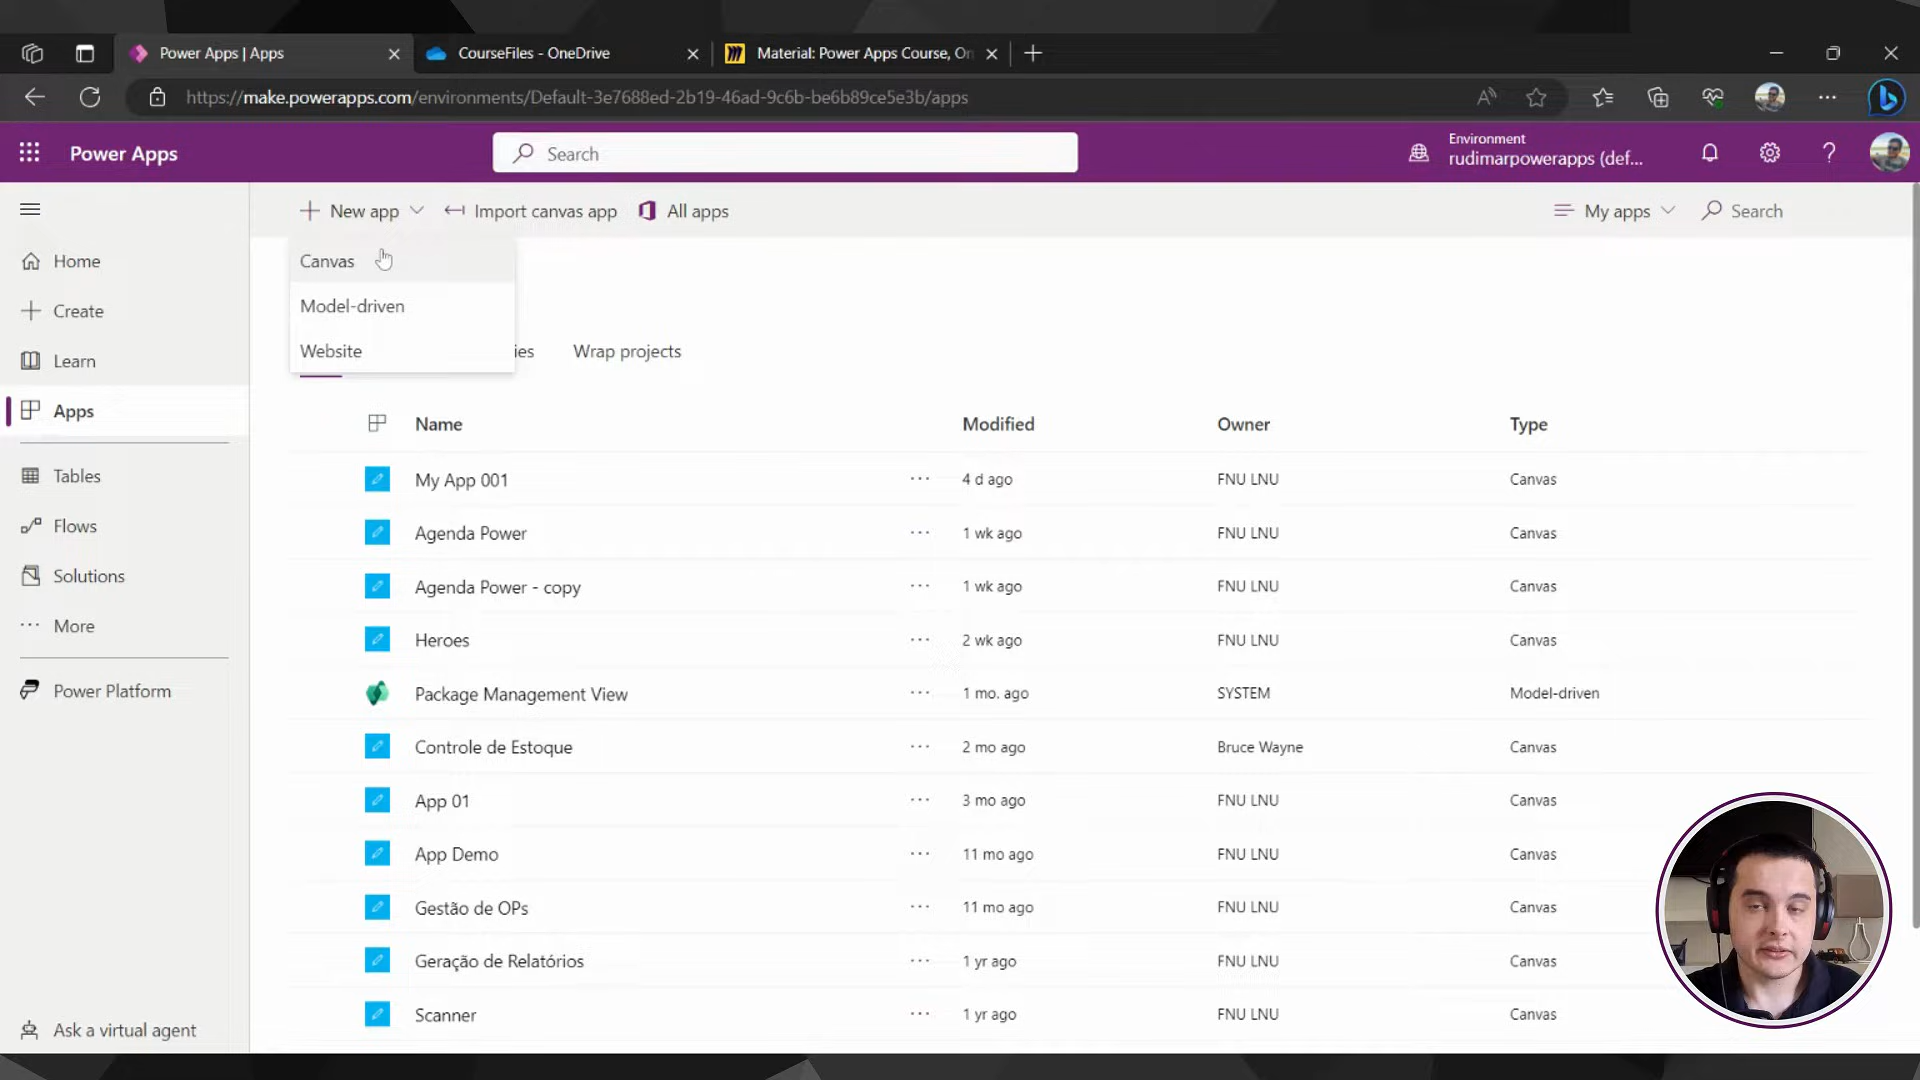 Power Apps | Apps
CourseFiles - OneDrive
Material: Power Apps Course, On
https://make.powerapps.com/environments/Default-3e7688ed-2b19-46ad-9c6b-be6b89ce5e3b/apps
Power Apps
Search
Environment
rudimarpowerapps (def...
New app
Import canvas app
All apps
My apps
Search
Home
Create
Learn
Apps
Tables
Flows
Solutions
More
Power Platform
Ask a virtual agent
Canvas
Model-driven
Website
ies
Wrap projects
Name Modified Owner Type
My App 001 ... 4 d ago FNU LNU Canvas
Agenda Power ... 1 wk ago FNU LNU Canvas
Agenda Power - copy ... 1 wk ago FNU LNU Canvas
Heroes ... 2 wk ago FNU LNU Canvas
Package Management View ... 1 mo. ago SYSTEM Model-driven
Controle de Estoque ... 2 mo ago Bruce Wayne Canvas
App 01 ... 3 mo ago FNU LNU Canvas
App Demo ... 11 mo ago FNU LNU Canvas
Gestão de OPs ... 11 mo ago FNU LNU Canvas
Geração de Relatórios ... 1 yr ago FNU LNU Canvas
Scanner ... 1 yr ago FNU LNU Canvas